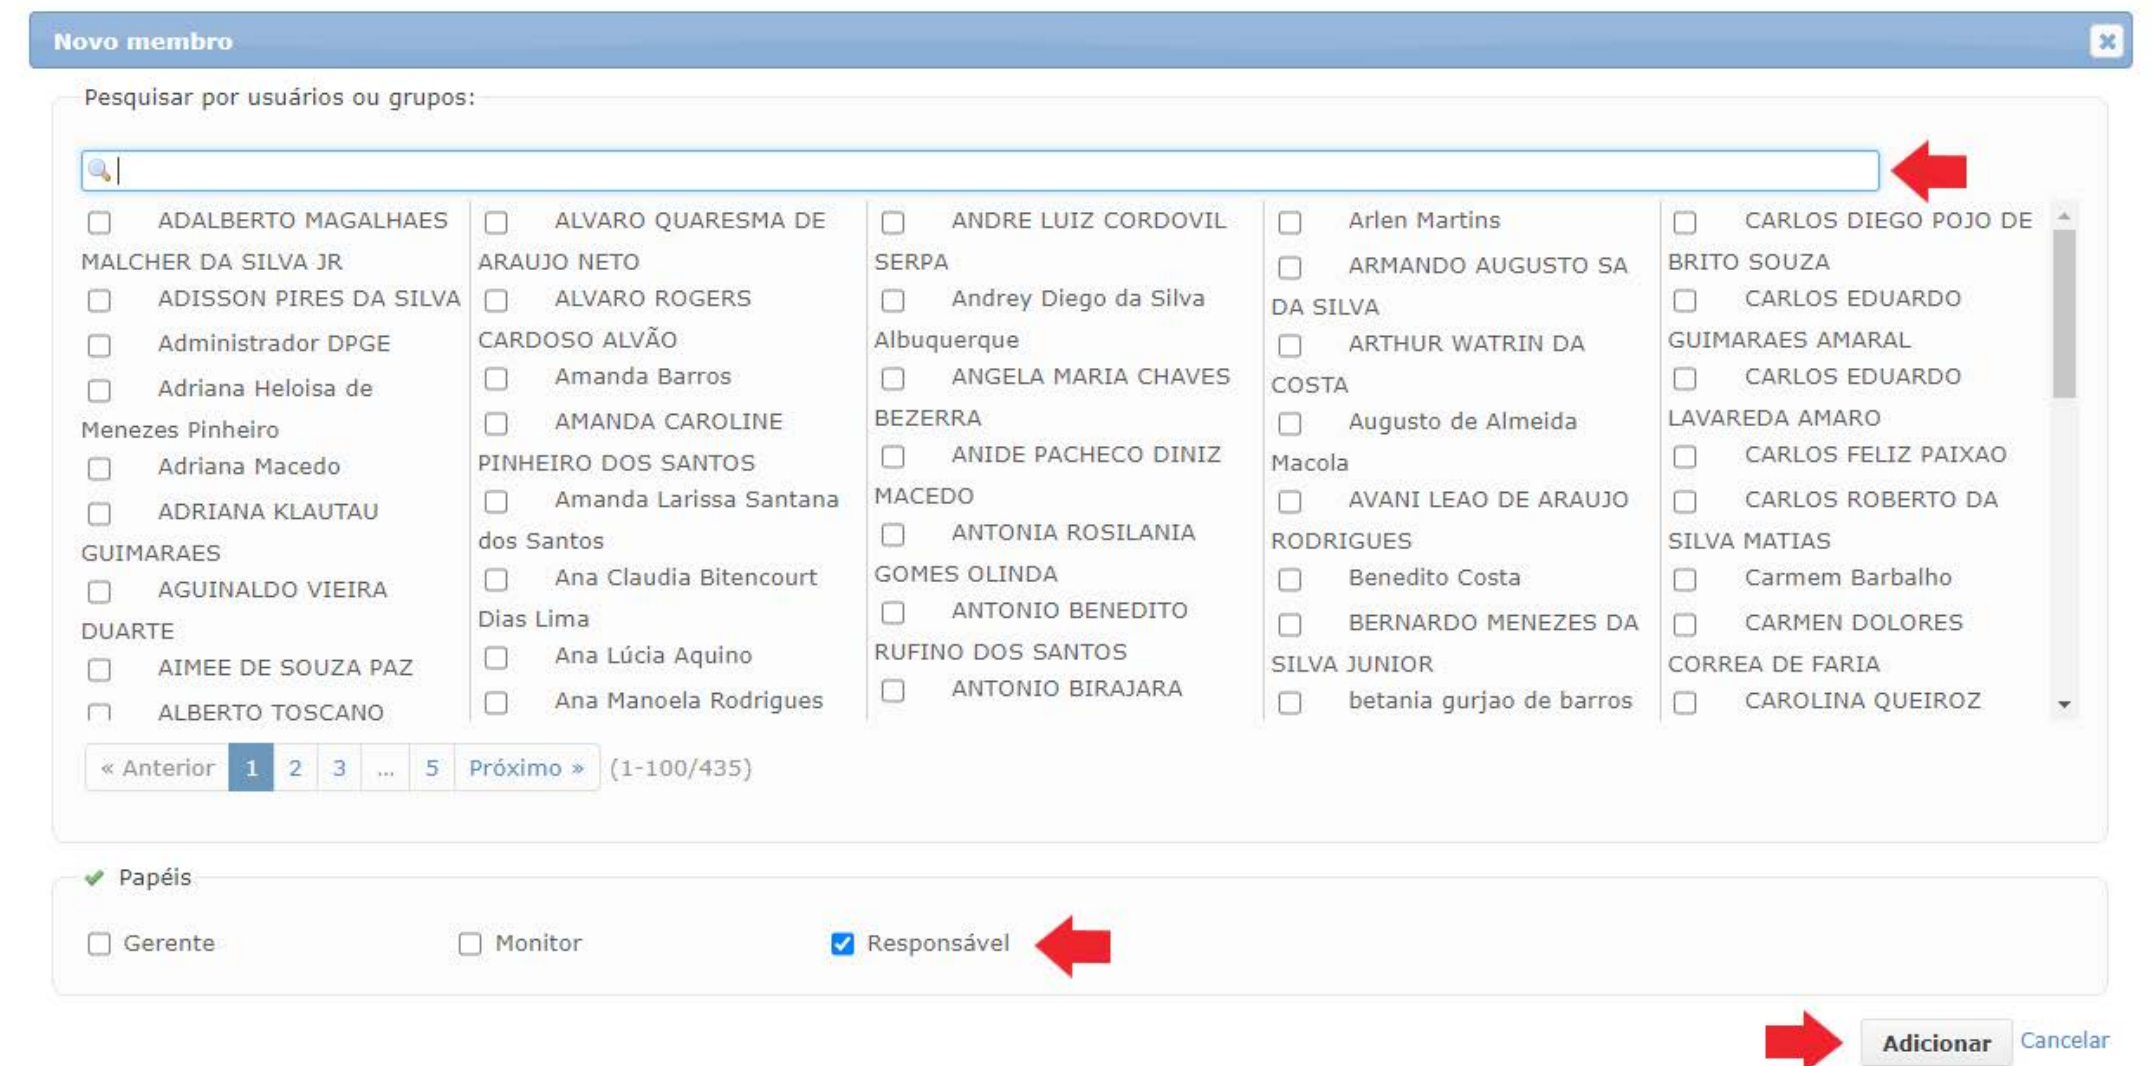 Novo membro
Pesquisar por usuários ou grupos:
ADALBERTO MAGALHAES
MALCHER DA SILVA JR
ADISSON PIRES DA SILVA
Administrador DPGE
Adriana Heloisa de
Menezes Pinheiro
Adriana Macedo
ADRIANA KLAUTAU
GUIMARAES
AGUINALDO VIEIRA
DUARTE
AIMEE DE SOUZA PAZ
ALBERTO TOSCANO
ALVARO QUARESMA DE
ARAUJO NETO
ALVARO ROGERS
CARDOSO ALVÃO
Amanda Barros
AMANDA CAROLINE
PINHEIRO DOS SANTOS
Amanda Larissa Santana
dos Santos
Ana Claudia Bitencourt
Dias Lima
Ana Lúcia Aquino
Ana Manoela Rodrigues
ANDRE LUIZ CORDOVIL
SERPA
Andrey Diego da Silva
Albuquerque
ANGELA MARIA CHAVES
BEZERRA
ANIDE PACHECO DINIZ
MACEDO
ANTONIA ROSILANIA
GOMES OLINDA
ANTONIO BENEDITO
RUFINO DOS SANTOS
ANTONIO BIRAJARA
Arlen Martins
ARMANDO AUGUSTO SA
DA SILVA
ARTHUR WATRIN DA
COSTA
Augusto de Almeida
Macola
AVANI LEAO DE ARAUJO
RODRIGUES
Benedito Costa
BERNARDO MENEZES DA
SILVA JUNIOR
betania gurjao de barros
CARLOS DIEGO POJO DE
BRITO SOUZA
CARLOS EDUARDO
GUIMARAES AMARAL
CARLOS EDUARDO
LAVAREDA AMARO
CARLOS FELIZ PAIXAO
CARLOS ROBERTO DA
SILVA MATIAS
Carmem Barbalho
CARMEN DOLORES
CORREA DE FARIA
CAROLINA QUEIROZ
« Anterior 1 2 3 ... 5 Próximo » (1-100/435)
Papéis
Gerente Monitor Responsável
Adicionar Cancelar